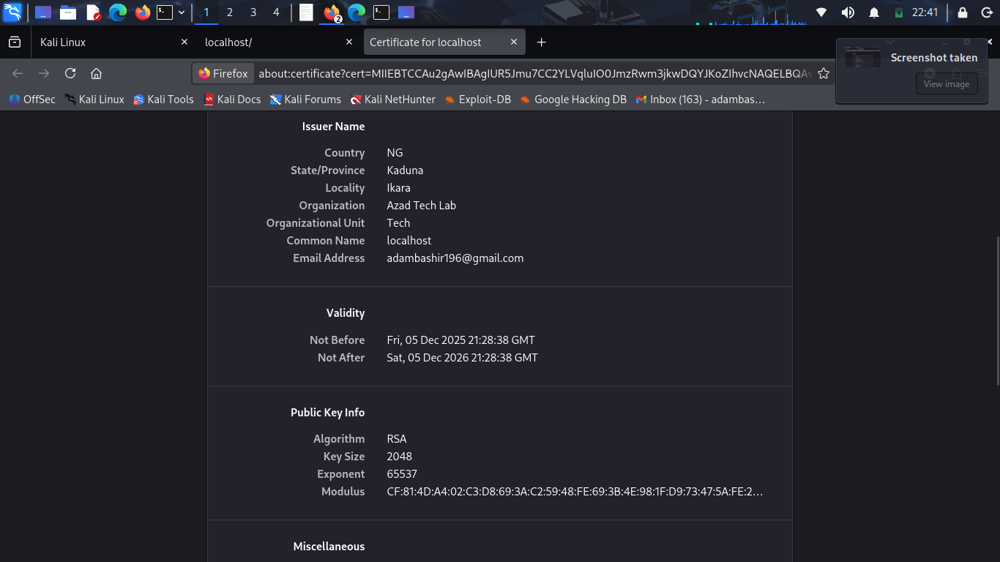 1 2 3 4 2 22:41
Kali Linux localhost/ Certificate for localhost
Screenshot taken
View image
Firefox about:certificate?cert=MIIEBTCCAu2gAwIBAgIUR5Jmu7CC2YLVqluIO0JmzRwm3jkwDQYJKoZIhvcNAQELBQAw
OffSec Kali Linux Kali Tools Kali Docs Kali Forums Kali NetHunter Exploit-DB Google Hacking DB Inbox (163) - adambas…
Issuer Name
Country NG
State/Province Kaduna
Locality Ikara
Organization Azad Tech Lab
Organizational Unit Tech
Common Name localhost
Email Address adambashir196@gmail.com
Validity
Not Before Fri, 05 Dec 2025 21:28:38 GMT
Not After Sat, 05 Dec 2026 21:28:38 GMT
Public Key Info
Algorithm RSA
Key Size 2048
Exponent 65537
Modulus CF:81:4D:A4:02:C3:D8:69:3A:C2:59:48:FE:69:3B:4E:98:1F:D9:73:47:5A:FE:2…
Miscellaneous